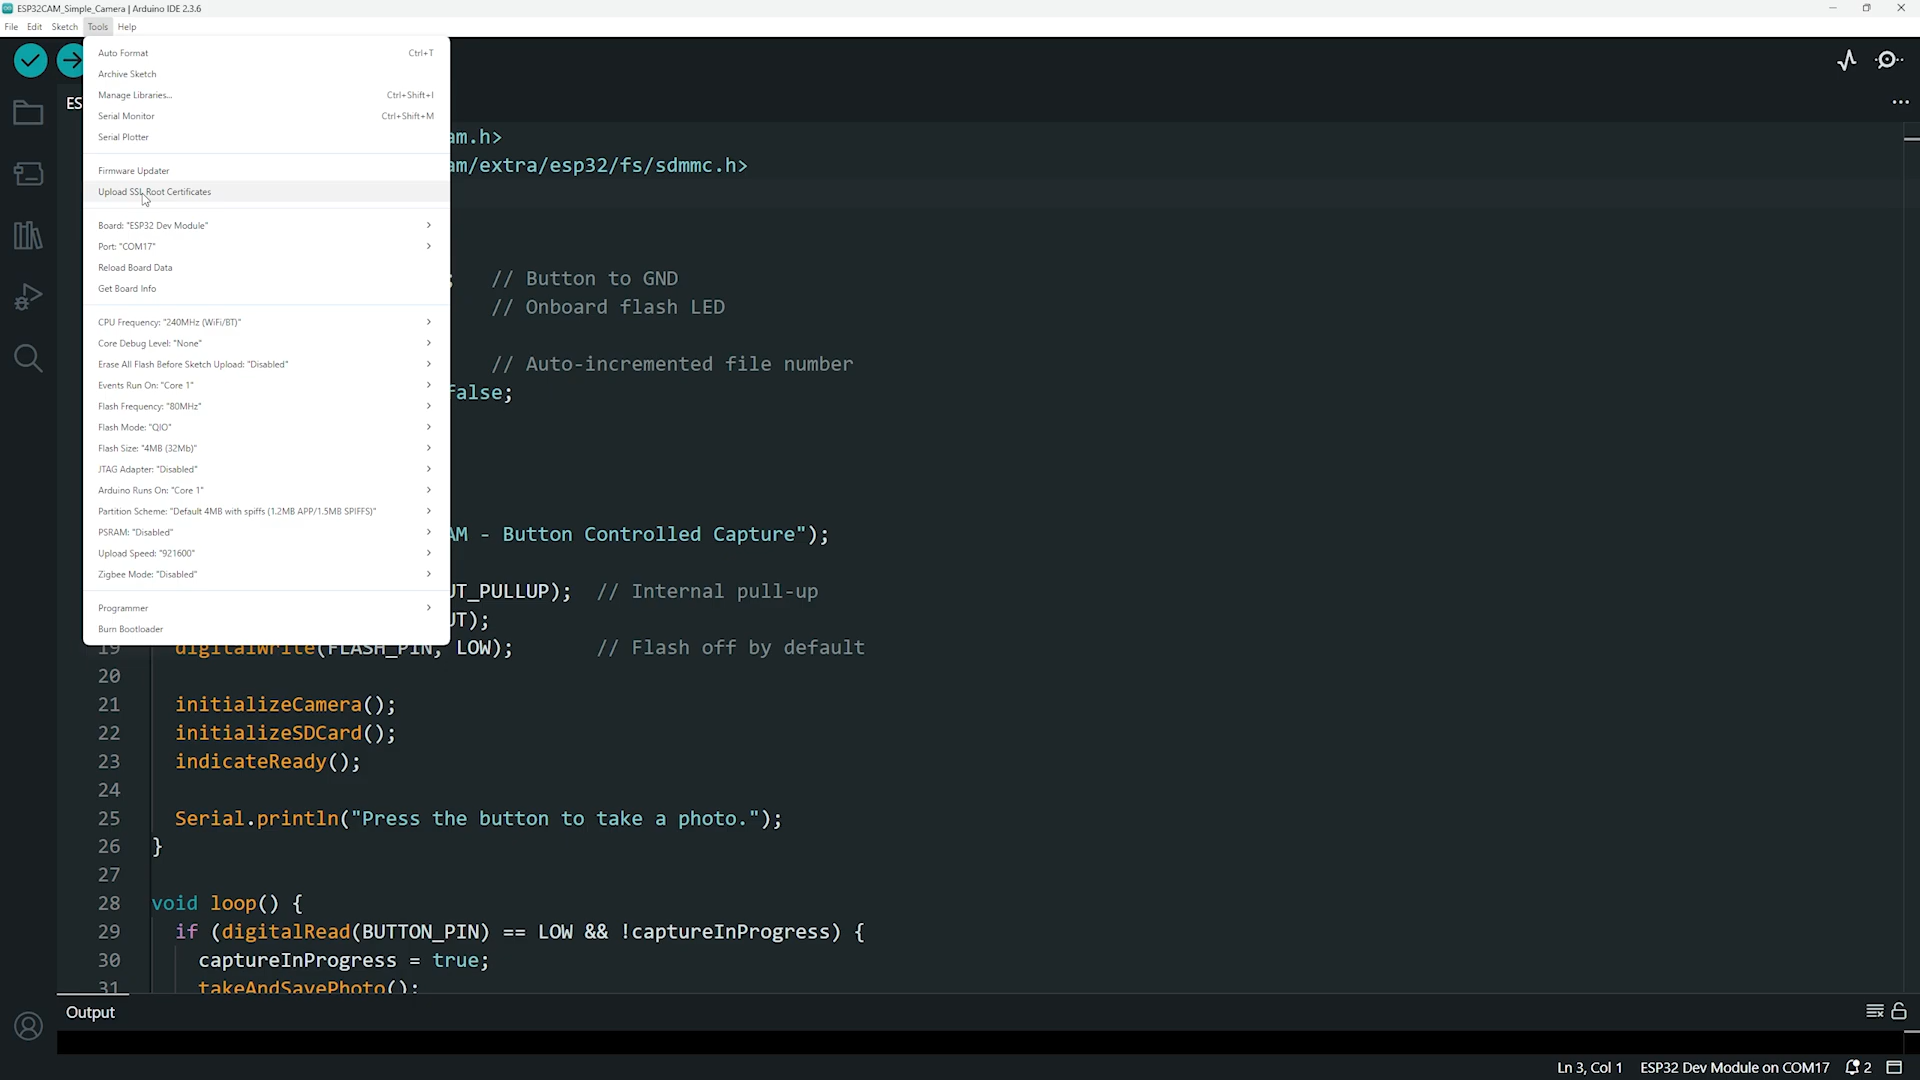 ESP32CAM_Simple_Camera | Arduino IDE 2.3.6
File Edit Sketch Tools Help
Auto Format Ctrl+T
Archive Sketch
Manage Libraries... Ctrl+Shift+I
ES
Serial Monitor Ctrl+Shift+M
Serial Plotter
am.h>
am/extra/esp32/fs/sdmmc.h>
Firmware Updater
Upload SSL Root Certificates
Board: "ESP32 Dev Module"
Port: "COM17"
Reload Board Data
; // Button to GND
Get Board Info
// Onboard flash LED
CPU Frequency: "240MHz (WiFi/BT)"
Core Debug Level: "None"
Erase All Flash Before Sketch Upload: "Disabled"
// Auto-incremented file number
Events Run On: "Core 1"
false;
Flash Frequency: "80MHz"
Flash Mode: "QIO"
Flash Size: "4MB (32Mb)"
JTAG Adapter: "Disabled"
Arduino Runs On: "Core 1"
Partition Scheme: "Default 4MB with spiffs (1.2MB APP/1.5MB SPIFFS)"
PSRAM: "Disabled"
AM - Button Controlled Capture");
Upload Speed: "921600"
Zigbee Mode: "Disabled"
UT_PULLUP); // Internal pull-up
Programmer
UT);
Burn Bootloader
19 digitalWrite(FLASH_PIN, LOW); // Flash off by default
20
21 initializeCamera();
22 initializeSDCard();
23 indicateReady();
24
25 Serial.println("Press the button to take a photo.");
26 }
27
28 void loop() {
29 if (digitalRead(BUTTON_PIN) == LOW && !captureInProgress) {
30 captureInProgress = true;
31 takeAndSavePhoto();
Output
Ln 3, Col 1 ESP32 Dev Module on COM17 2